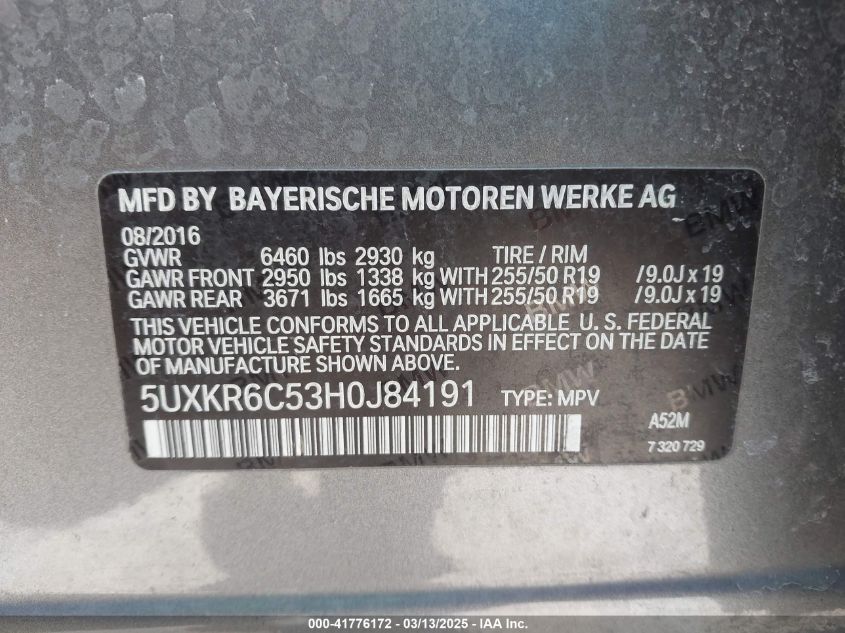 MFD BY BAYERISCHE MOTOREN WERKE AG
08/2016
GVWR 6460 lbs 2930 kg TIRE / RIM
GAWR FRONT 2950 lbs 1338 kg WITH 255/50 R19 /9.0J x 19
GAWR REAR 3671 lbs 1665 kg WITH 255/50 R19 /9.0J x 19
THIS VEHICLE CONFORMS TO ALL APPLICABLE U. S. FEDERAL
MOTOR VEHICLE SAFETY STANDARDS IN EFFECT ON THE DATE
OF MANUFACTURE SHOWN ABOVE.
5UXKR6C53H0J84191 TYPE: MPV
A52M
7 320 729
000-41776172 / 03/13/2025 - IAA Inc.